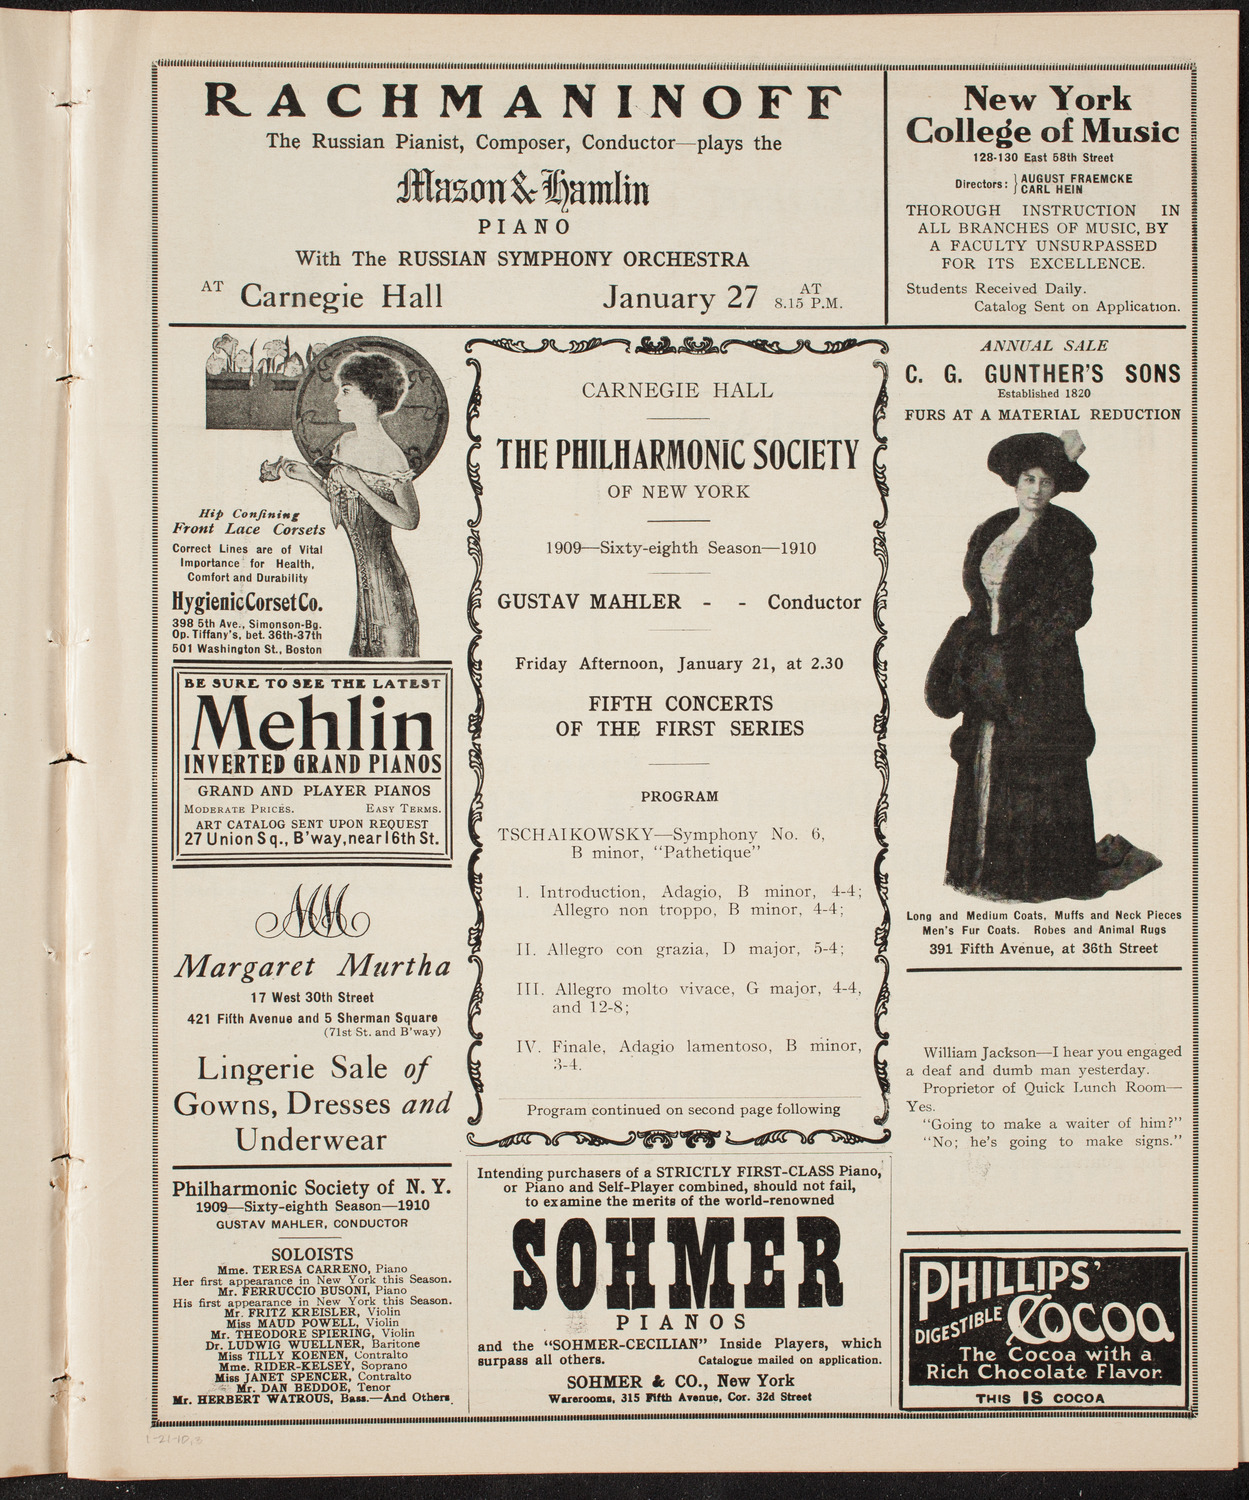 RACHMANINOFF
The Russian Pianist, Composer, Conductor—plays the
Mason & Hamlin
PIANO
With The RUSSIAN SYMPHONY ORCHESTRA
AT Carnegie Hall January 27 AT 8.15 P.M.
New York
College of Music
128-130 East 58th Street
Directors: AUGUST FRAEMCKE
CARL HEIN
THOROUGH INSTRUCTION IN
ALL BRANCHES OF MUSIC, BY
A FACULTY UNSURPASSED
FOR ITS EXCELLENCE.
Students Received Daily.
Catalog Sent on Application.
Hip Confining
Front Lace Corsets
Correct Lines are of Vital
Importance for Health,
Comfort and Durability
Hygienic Corset Co.
398 5th Ave., Simonson-Bg.
Op. Tiffany's, bet. 36th-37th
501 Washington St., Boston
BE SURE TO SEE THE LATEST
Mehlin
INVERTED GRAND PIANOS
GRAND AND PLAYER PIANOS
MODERATE PRICES. EASY TERMS.
ART CATALOG SENT UPON REQUEST
27 Union Sq., B'way, near 16th St.
MM
Margaret Murtha
17 West 30th Street
421 Fifth Avenue and 5 Sherman Square
(71st St. and B'way)
Lingerie Sale of
Gowns, Dresses and
Underwear
Philharmonic Society of N. Y.
1909—Sixty-eighth Season—1910
GUSTAV MAHLER, CONDUCTOR
SOLOISTS
Mme. TERESA CARRENO, Piano
Her first appearance in New York this Season.
Mr. FERRUCCIO BUSONI, Piano
His first appearance in New York this Season.
Mr. FRITZ KREISLER, Violin
Miss MAUD POWELL, Violin
Mr. THEODORE SPIERING, Violin
Dr. LUDWIG WUELLNER, Baritone
Miss TILLY KOENEN, Contralto
Mme. RIDER-KELSEY, Soprano
Miss JANET SPENCER, Contralto
Mr. DAN BEDDOE, Tenor
Mr. HERBERT WATROUS, Bass.—And Others.
CARNEGIE HALL
THE PHILHARMONIC SOCIETY
OF NEW YORK
1909—Sixty-eighth Season—1910
GUSTAV MAHLER - - Conductor
Friday Afternoon, January 21, at 2.30
FIFTH CONCERTS
OF THE FIRST SERIES
PROGRAM
TSCHAIKOWSKY—Symphony No. 6,
B minor, "Pathetique"
1. Introduction, Adagio, B minor, 4-4;
Allegro non troppo, B minor, 4-4;
II. Allegro con grazia, D major, 5-4;
III. Allegro molto vivace, G major, 4-4,
and 12-8;
IV. Finale, Adagio lamentoso, B minor,
3-4.
Program continued on second page following
Intending purchasers of a STRICTLY FIRST-CLASS Piano,
or Piano and Self-Player combined, should not fail,
to examine the merits of the world-renowned
SOHMER
PIANOS
and the "SOHMER-CECILIAN" Inside Players, which
surpass all others. Catalogue mailed on application.
SOHMER & CO., New York
Warerooms, 315 Fifth Avenue, Cor. 32d Street
ANNUAL SALE
C. G. GUNTHER'S SONS
Established 1820
FURS AT A MATERIAL REDUCTION
Long and Medium Coats, Muffs and Neck Pieces
Men's Fur Coats. Robes and Animal Rugs
391 Fifth Avenue, at 36th Street
William Jackson—I hear you engaged
a deaf and dumb man yesterday.
Proprietor of Quick Lunch Room—
Yes.
"Going to make a waiter of him?"
"No; he's going to make signs."
PHILLIPS'
DIGESTIBLE COCOA
The Cocoa with a
Rich Chocolate Flavor.
THIS IS COCOA